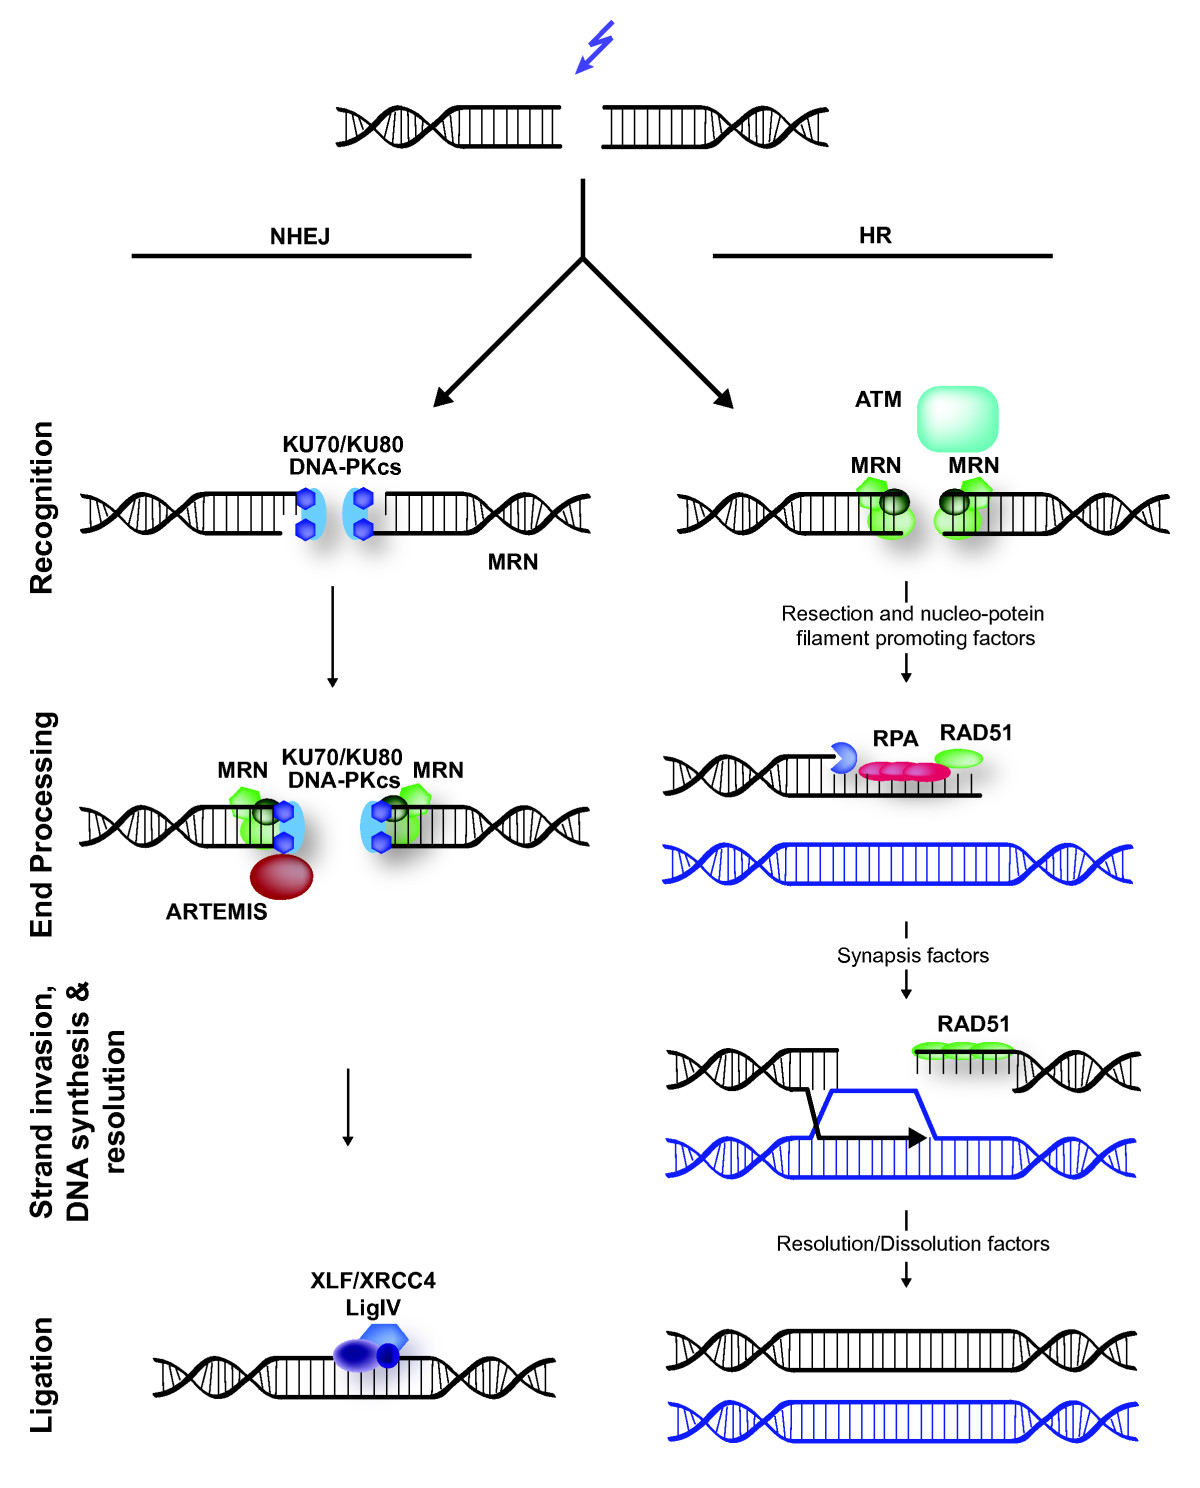 NHEJ
HR
Recognition
KU70/KU80
DNA-PKcs
MRN
ATM
MRN
MRN
Resection and nucleo-potein
filament promoting factors
End Processing
MRN
KU70/KU80
DNA-PKcs
MRN
ARTEMIS
RPA
RAD51
Synapsis factors
Strand invasion,
DNA synthesis &
resolution
RAD51
Resolution/Dissolution factors
Ligation
XLF/XRCC4
LigIV